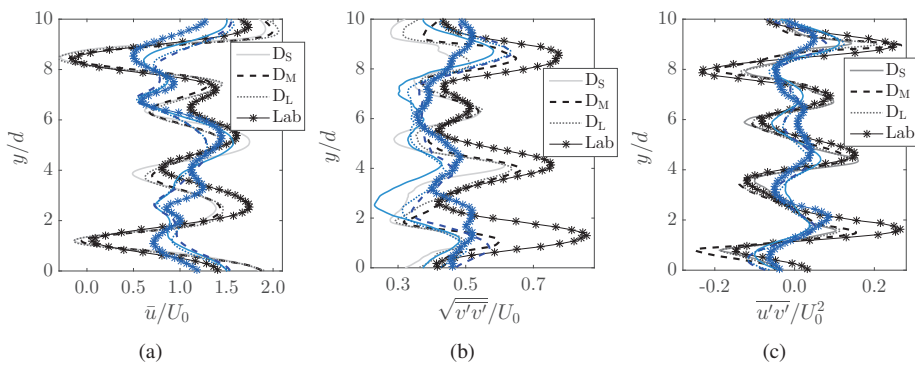 10
8
6
4
2
0
y/d
D_S
D_M
D_L
Lab
0.0 0.5 1.0 1.5 2.0
ū/U_0
(a)
10
8
6
4
2
0
y/d
D_S
D_M
D_L
Lab
0.3 0.5 0.7
√(v′v′)‾/U_0
(b)
10
8
6
4
2
0
y/d
D_S
D_M
D_L
Lab
-0.2 0.0 0.2
u′v′‾/U_0^2
(c)